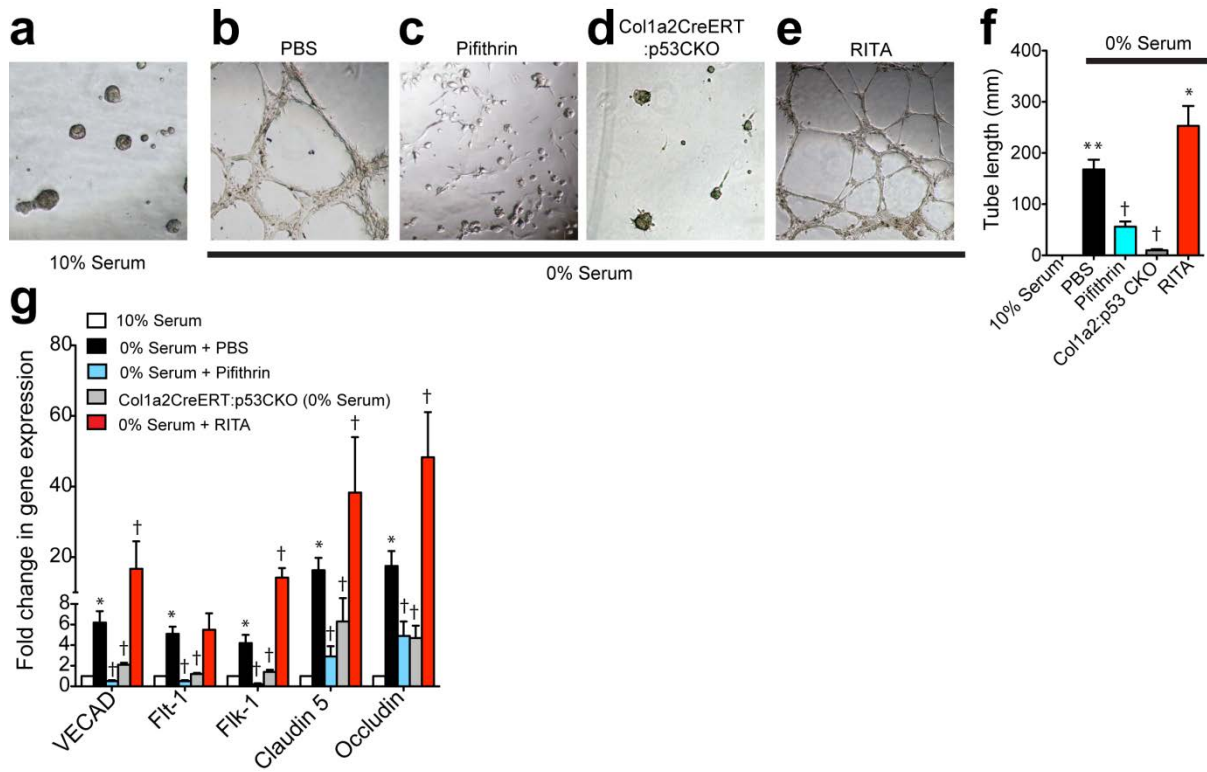 a
b
PBS
c
Pifithrin
d
Col1a2CreERT
:p53CKO
e
RITA
10% Serum
0% Serum
f
0% Serum
Tube length (mm)
400
300
200
100
0
**
†
†
*
10% Serum
PBS
Pifithrin
Col1a2:p53 CKO
RITA
g
10% Serum
0% Serum + PBS
0% Serum + Pifithrin
Col1a2CreERT:p53CKO (0% Serum)
0% Serum + RITA
Fold change in gene expression
80
60
40
20
8
6
4
2
0
* † † †
* † †
* † † †
* † † †
* † † †
VECAD
Flt-1
Flk-1
Claudin 5
Occludin